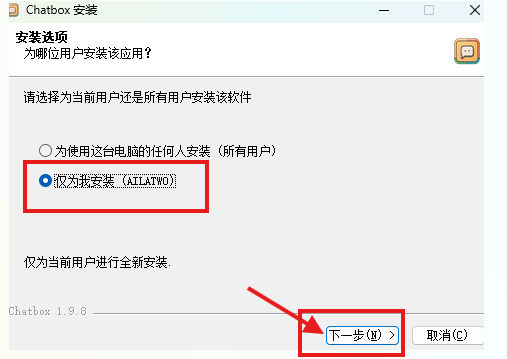 Chatbox 安装
安装选项
为哪位用户安装该应用？
请选择为当前用户还是所有用户安装该软件
为使用这台电脑的任何人安装（所有用户）
仅为我安装（AILATWO）
仅为当前用户进行全新安装.
Chatbox 1.9.8
下一步(N) >
取消(C)